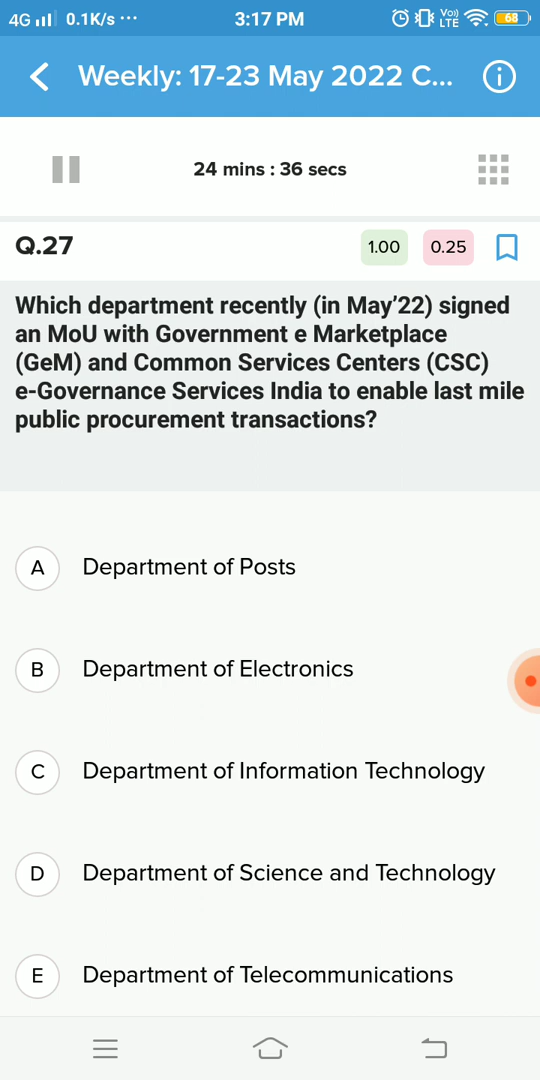 4G 0.1K/s ··· 3:17 PM Vo)) LTE 68
Weekly: 17-23 May 2022 C...
24 mins : 36 secs
Q.27 1.00 0.25
Which department recently (in May’22) signed
an MoU with Government e Marketplace
(GeM) and Common Services Centers (CSC)
e-Governance Services India to enable last mile
public procurement transactions?
A Department of Posts
B Department of Electronics
C Department of Information Technology
D Department of Science and Technology
E Department of Telecommunications